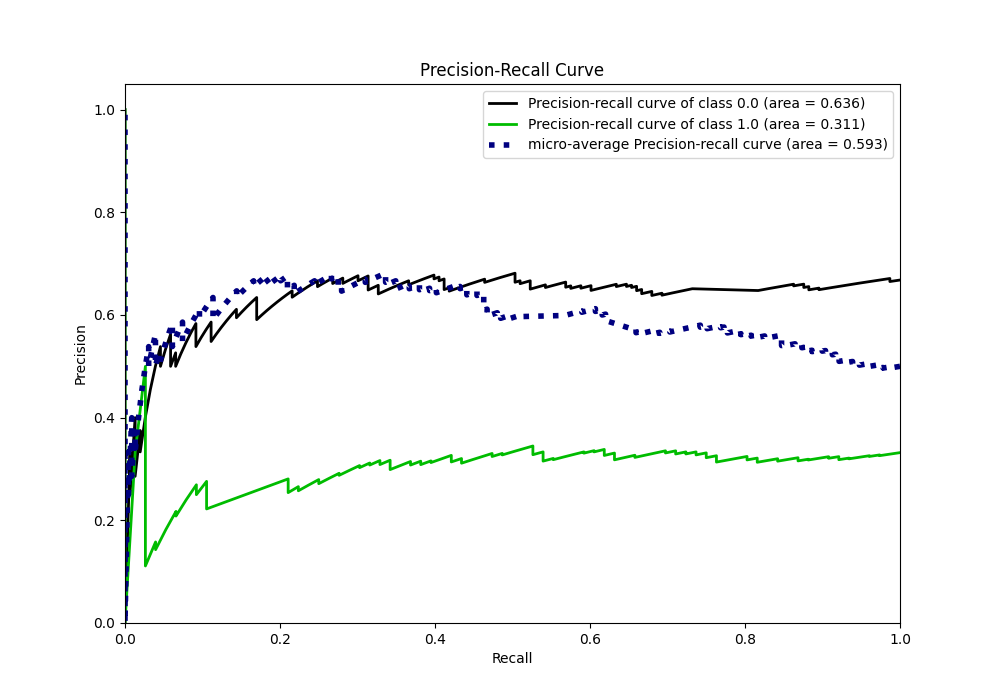 Precision-Recall Curve
Precision-recall curve of class 0.0 (area = 0.636)
Precision-recall curve of class 1.0 (area = 0.311)
micro-average Precision-recall curve (area = 0.593)
Precision
1.0
0.8
0.6
0.4
0.2
0.0
0.0 0.2 0.4 0.6 0.8 1.0
Recall